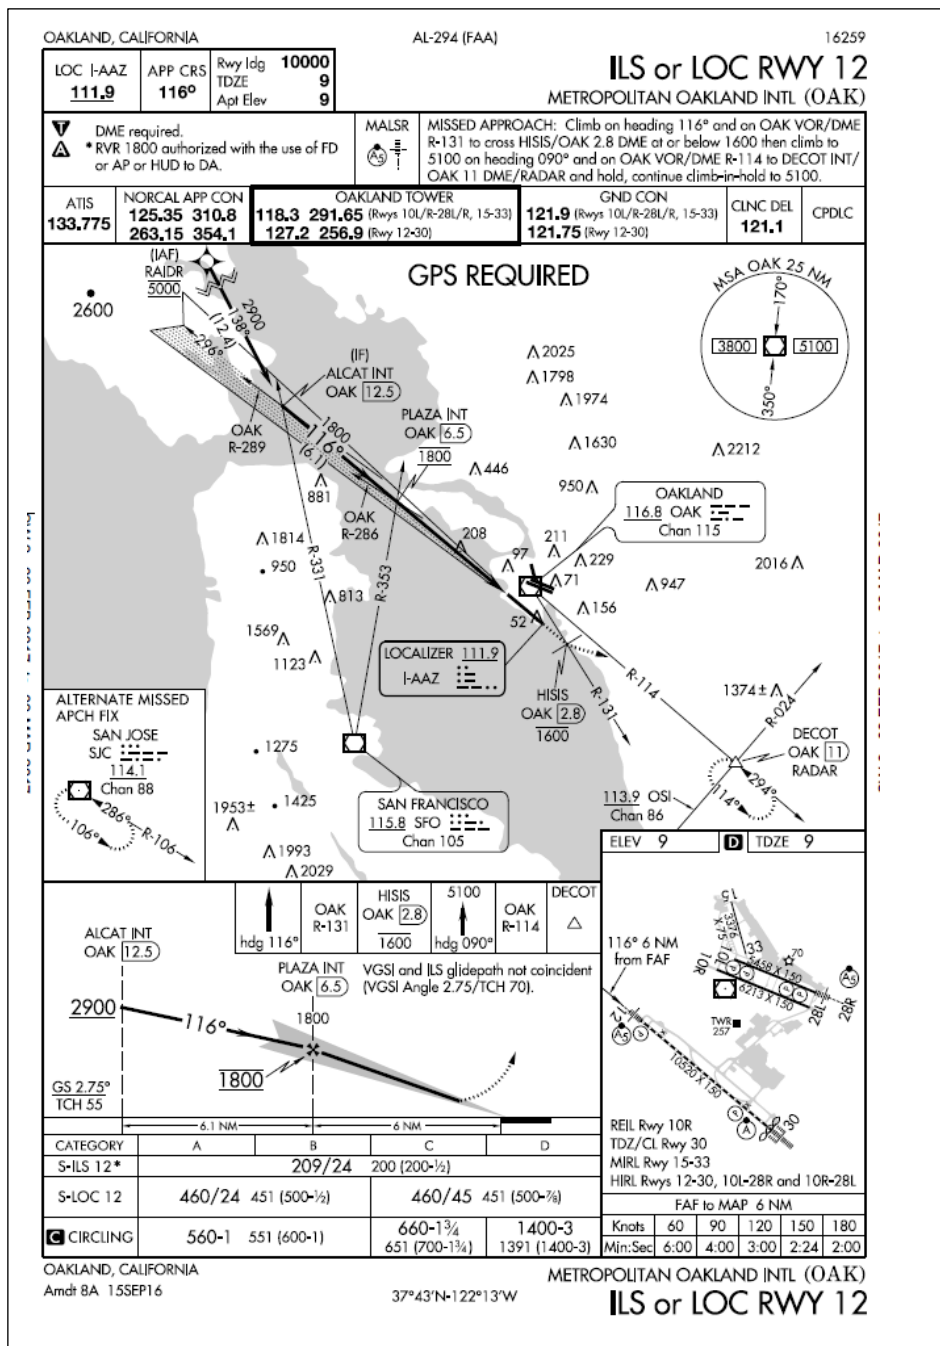 OAKLAND, CALIFORNIA
AL-294 (FAA)
16259
LOC I-AAZ
111.9
APP CRS
116°
Rwy ldg 10000
TDZE 9
Apt Elev 9
ILS or LOC RWY 12
METROPOLITAN OAKLAND INTL (OAK)
T
A
DME required.
* RVR 1800 authorized with the use of FD
or AP or HUD to DA.
MALSR
A5
MISSED APPROACH: Climb on heading 116° and on OAK VOR/DME
R-131 to cross HISIS/OAK 2.8 DME at or below 1600 then climb to
5100 on heading 090° and on OAK VOR/DME R-114 to DECOT INT/
OAK 11 DME/RADAR and hold, continue climb-in-hold to 5100.
ATIS
133.775
NORCAL APP CON
125.35 310.8
263.15 354.1
OAKLAND TOWER
118.3 291.65 (Rwys 10L/R-28L/R, 15-33)
127.2 256.9 (Rwy 12-30)
GND CON
121.9 (Rwys 10L/R-28L/R, 15-33)
121.75 (Rwy 12-30)
CLNC DEL
121.1
CPDLC
(IAF)
RAIDR
5000
2600
GPS REQUIRED
MSA OAK 25 NM
170°
3800
5100
350°
2900
138°
(12.4)
296°
(IF)
ALCAT INT
OAK 12.5
PLAZA INT
OAK 6.5
1800
OAK
R-289
1800
116°
(6.1)
2025
1798
1974
1630
2212
446
950
881
OAK
R-286
OAKLAND
116.8 OAK
Chan 115
1814
950
208
97
211
229
71
2016
947
R-331
R-353
813
156
52
1569
1123
LOCALIZER 111.9
I-AAZ
HISIS
OAK 2.8
1600
R-131
R-114
1374±
R-024
DECOT
OAK 11
RADAR
294°
114°
113.9 OSI
Chan 86
ALTERNATE MISSED
APCH FIX
SAN JOSE
SJC
114.1
Chan 88
286°
106°
R-106
1275
1425
1953±
1993
2029
SAN FRANCISCO
115.8 SFO
Chan 105
ELEV 9
D
TDZE 9
hdg 116°
OAK
R-131
HISIS
OAK 2.8
1600
5100
hdg 090°
OAK
R-114
DECOT
ALCAT INT
OAK 12.5
PLAZA INT
OAK 6.5
VGSI and ILS glidepath not coincident
(VGSI Angle 2.75/TCH 70).
2900
116°
1800
1800
GS 2.75°
TCH 55
6.1 NM
6 NM
116° 6 NM
from FAF
15
3376 X 75
33
10L
10R
70
5458 X 150
6213 X 150
28L
28R
A5
TWR
257
12
A5
10520 X 150
P
A
30
REIL Rwy 10R
TDZ/CL Rwy 30
MIRL Rwy 15-33
HIRL Rwys 12-30, 10L-28R and 10R-28L
CATEGORY A B C D
S-ILS 12* 209/24 200 (200-½)
S-LOC 12 460/24 451 (500-½) 460/45 451 (500-⅞)
C CIRCLING 560-1 551 (600-1) 660-1¾ 651 (700-1¾) 1400-3 1391 (1400-3)
FAF to MAP 6 NM
Knots 60 90 120 150 180
Min:Sec 6:00 4:00 3:00 2:24 2:00
OAKLAND, CALIFORNIA
Amdt 8A 15SEP16
37°43'N-122°13'W
METROPOLITAN OAKLAND INTL (OAK)
ILS or LOC RWY 12